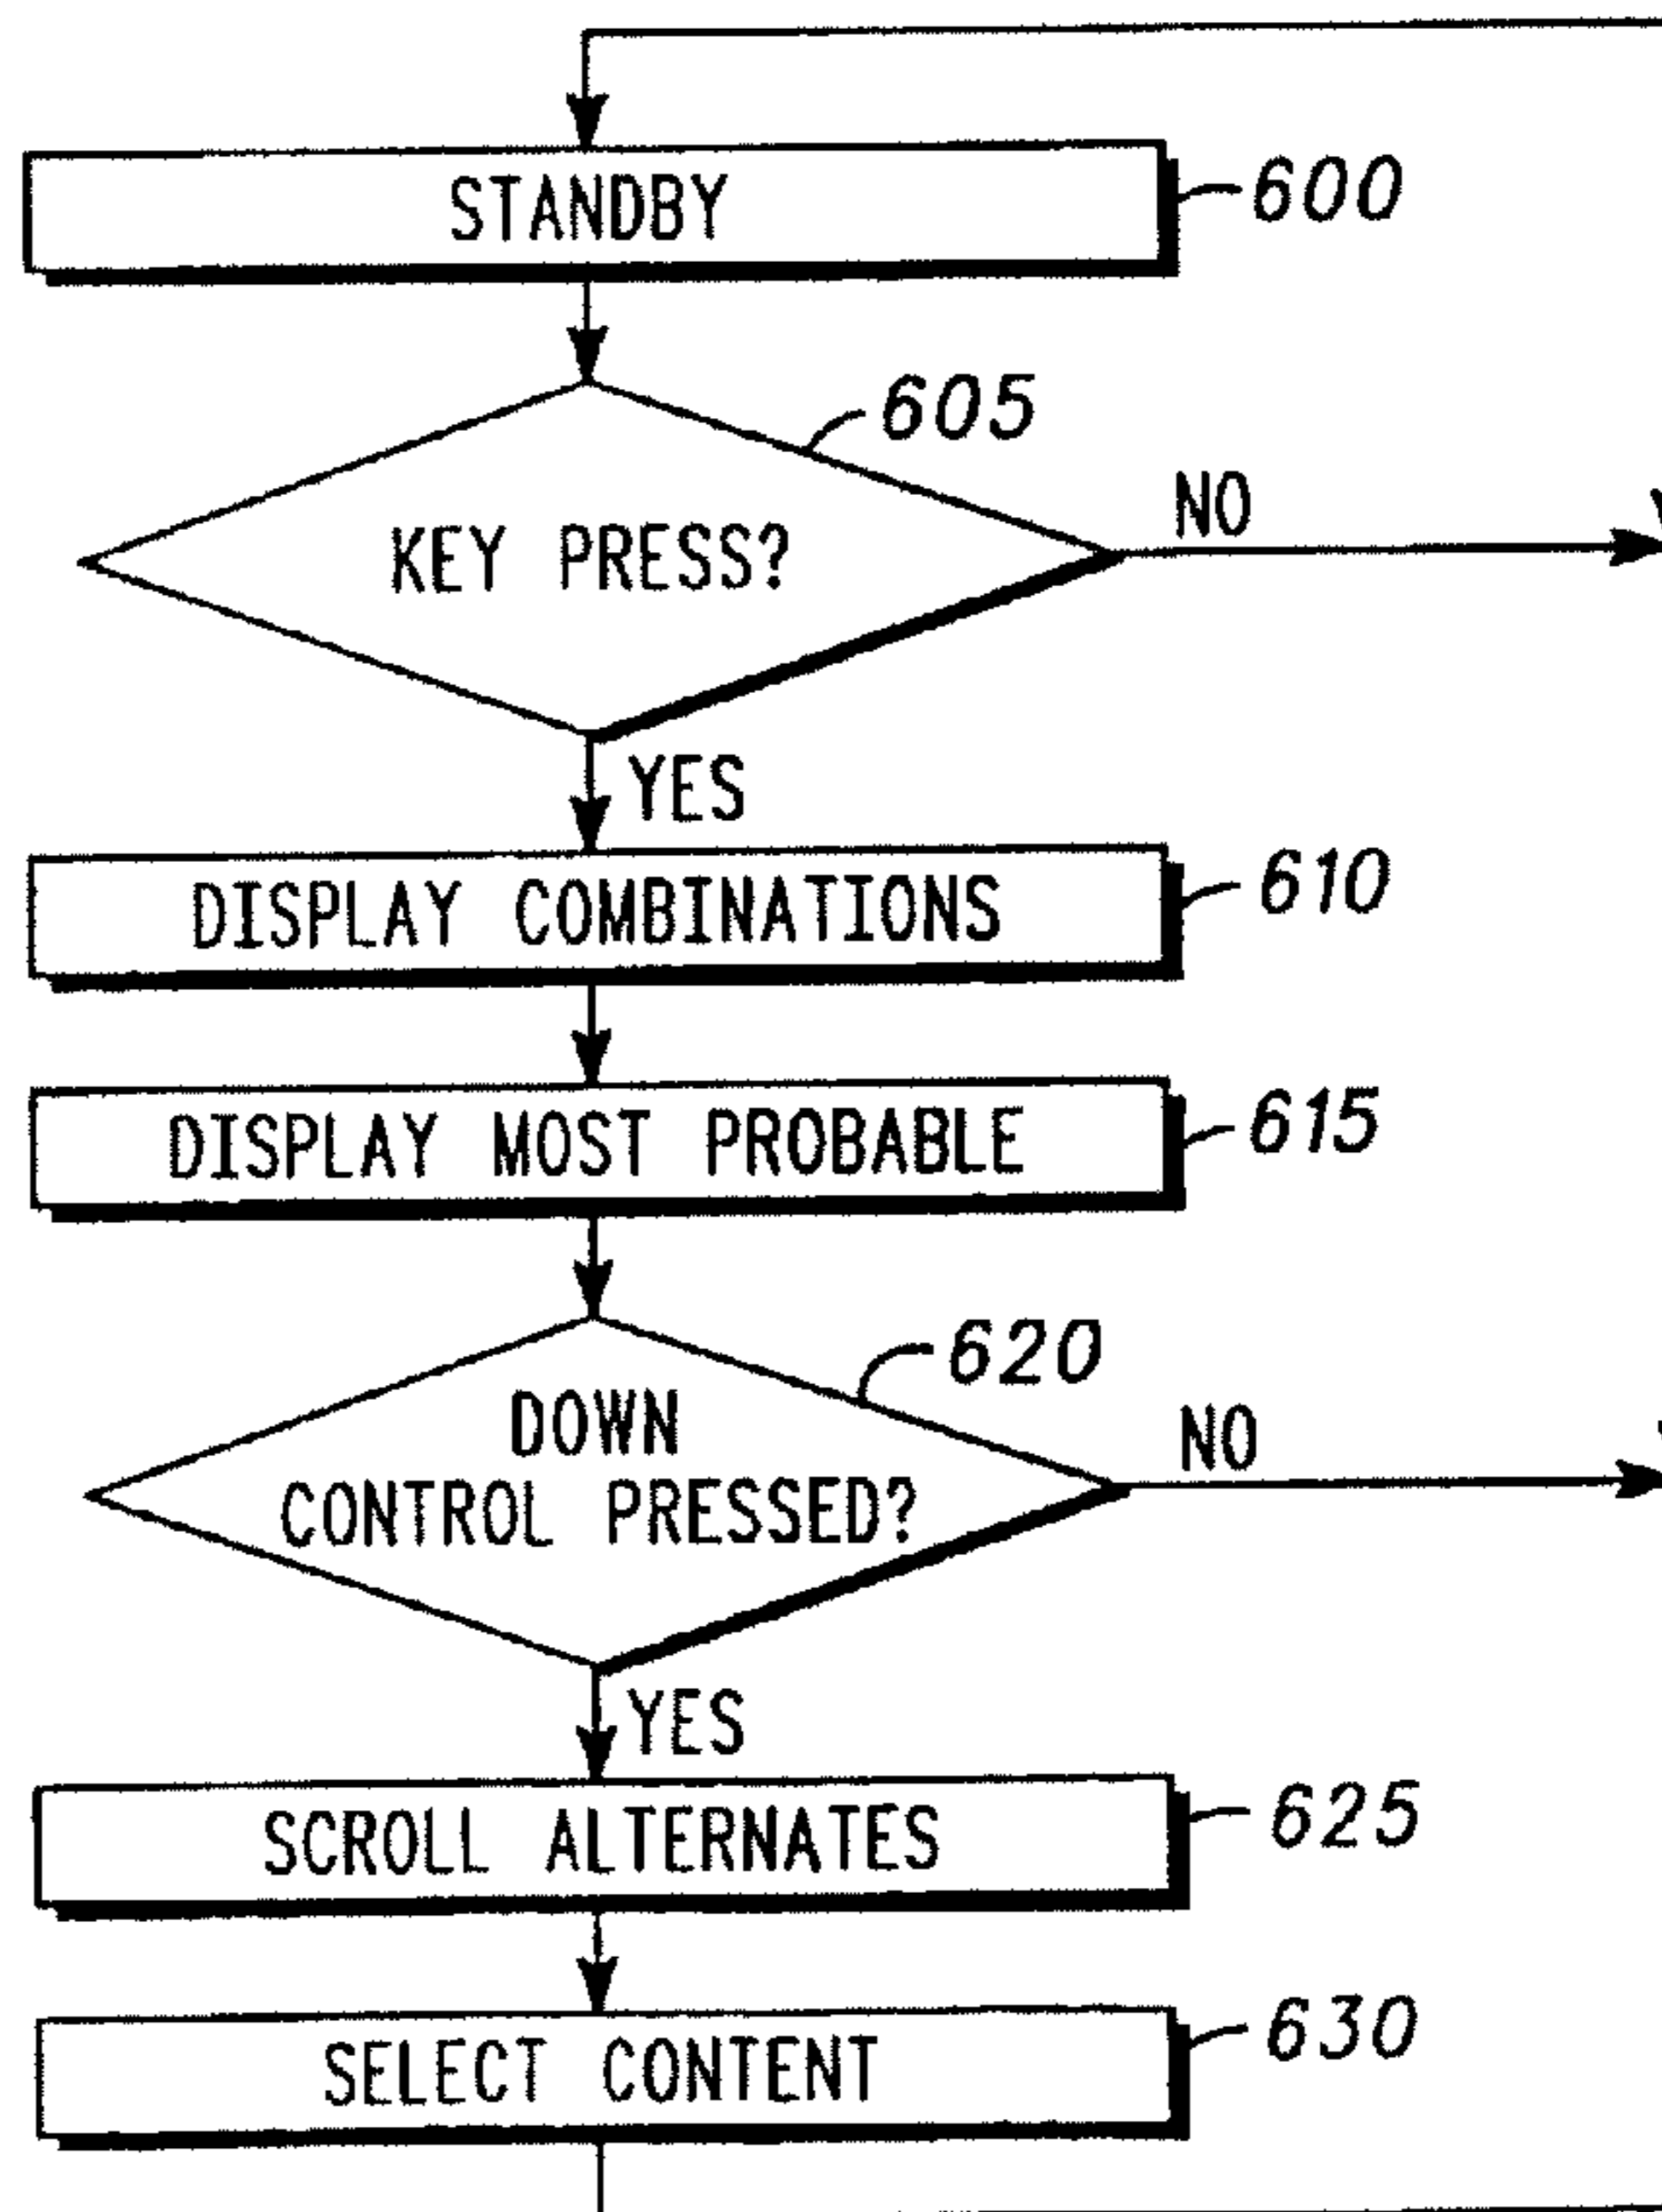 STANDBY
600
605
KEY PRESS?
NO
YES
DISPLAY COMBINATIONS
610
DISPLAY MOST PROBABLE
615
620
DOWN
CONTROL PRESSED?
NO
YES
SCROLL ALTERNATES
625
SELECT CONTENT
630